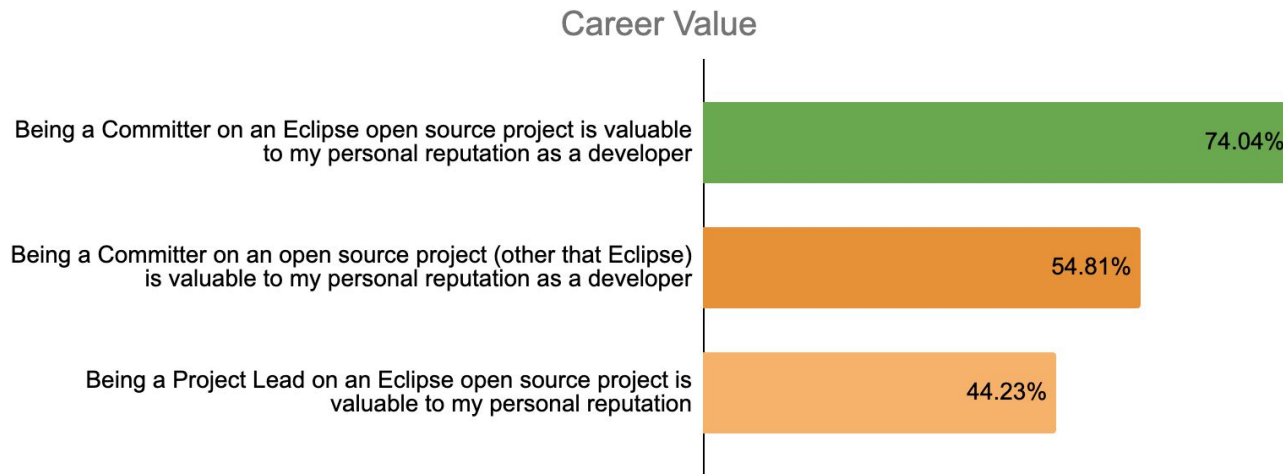 Career Value
Being a Committer on an Eclipse open source project is valuable
to my personal reputation as a developer
74.04%
Being a Committer on an open source project (other that Eclipse)
is valuable to my personal reputation as a developer
54.81%
Being a Project Lead on an Eclipse open source project is
valuable to my personal reputation
44.23%